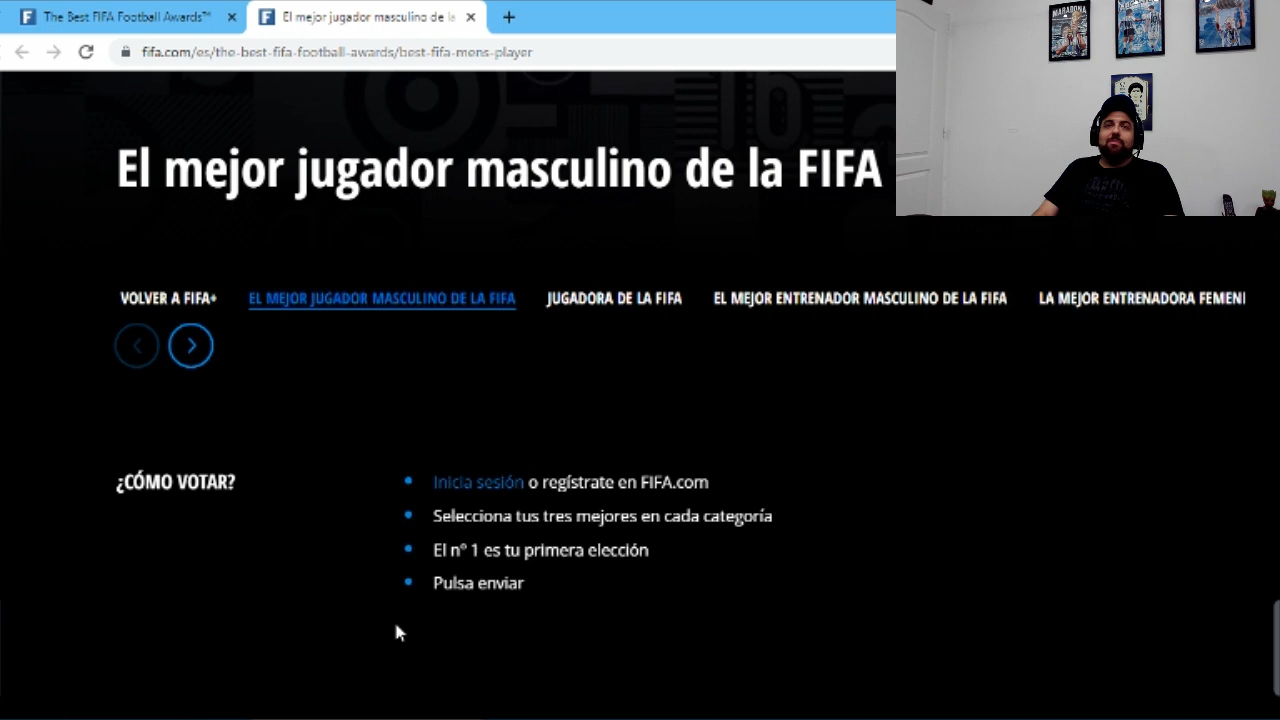 The Best FIFA Football Awards™
El mejor jugador masculino de la
fifa.com/es/the-best-fifa-football-awards/best-fifa-mens-player
MARADONA
El mejor jugador masculino de la FIFA
VOLVER A FIFA+
EL MEJOR JUGADOR MASCULINO DE LA FIFA
JUGADORA DE LA FIFA
EL MEJOR ENTRENADOR MASCULINO DE LA FIFA
LA MEJOR ENTRENADORA FEMENI
¿CÓMO VOTAR?
Inicia sesión o regístrate en FIFA.com
Selecciona tus tres mejores en cada categoría
El nº 1 es tu primera elección
Pulsa enviar